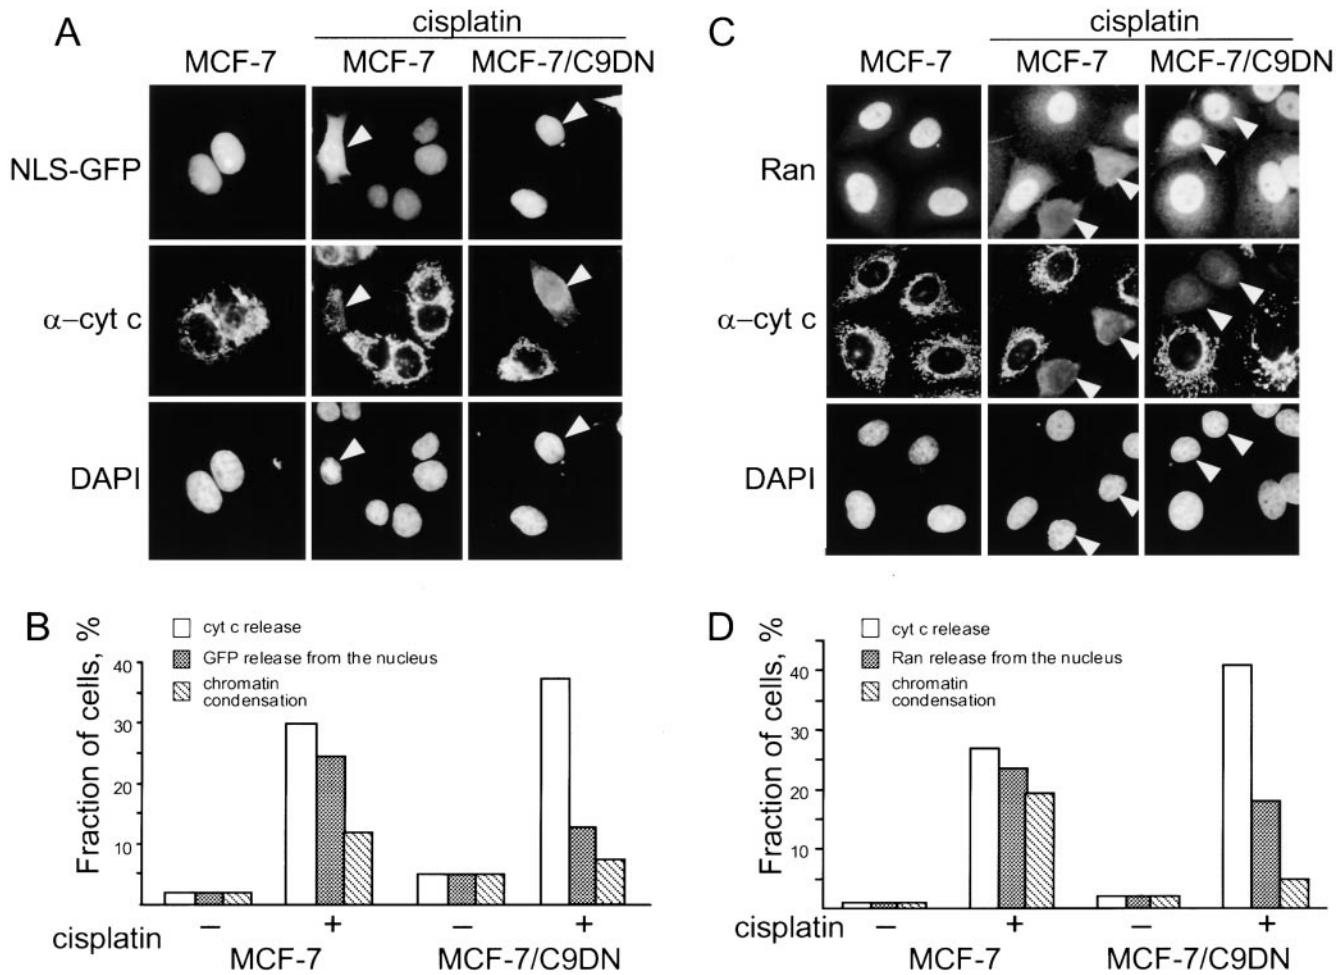 A
cisplatin
MCF-7 MCF-7 MCF-7/C9DN
NLS-GFP
α–cyt c
DAPI
B
Fraction of cells, %
cyt c release
GFP release from the nucleus
chromatin
condensation
40
30
20
10
cisplatin – + – +
MCF-7 MCF-7/C9DN
C
cisplatin
MCF-7 MCF-7 MCF-7/C9DN
Ran
α–cyt c
DAPI
D
Fraction of cells, %
cyt c release
Ran release from the nucleus
chromatin
condensation
40
30
20
10
cisplatin – + – +
MCF-7 MCF-7/C9DN